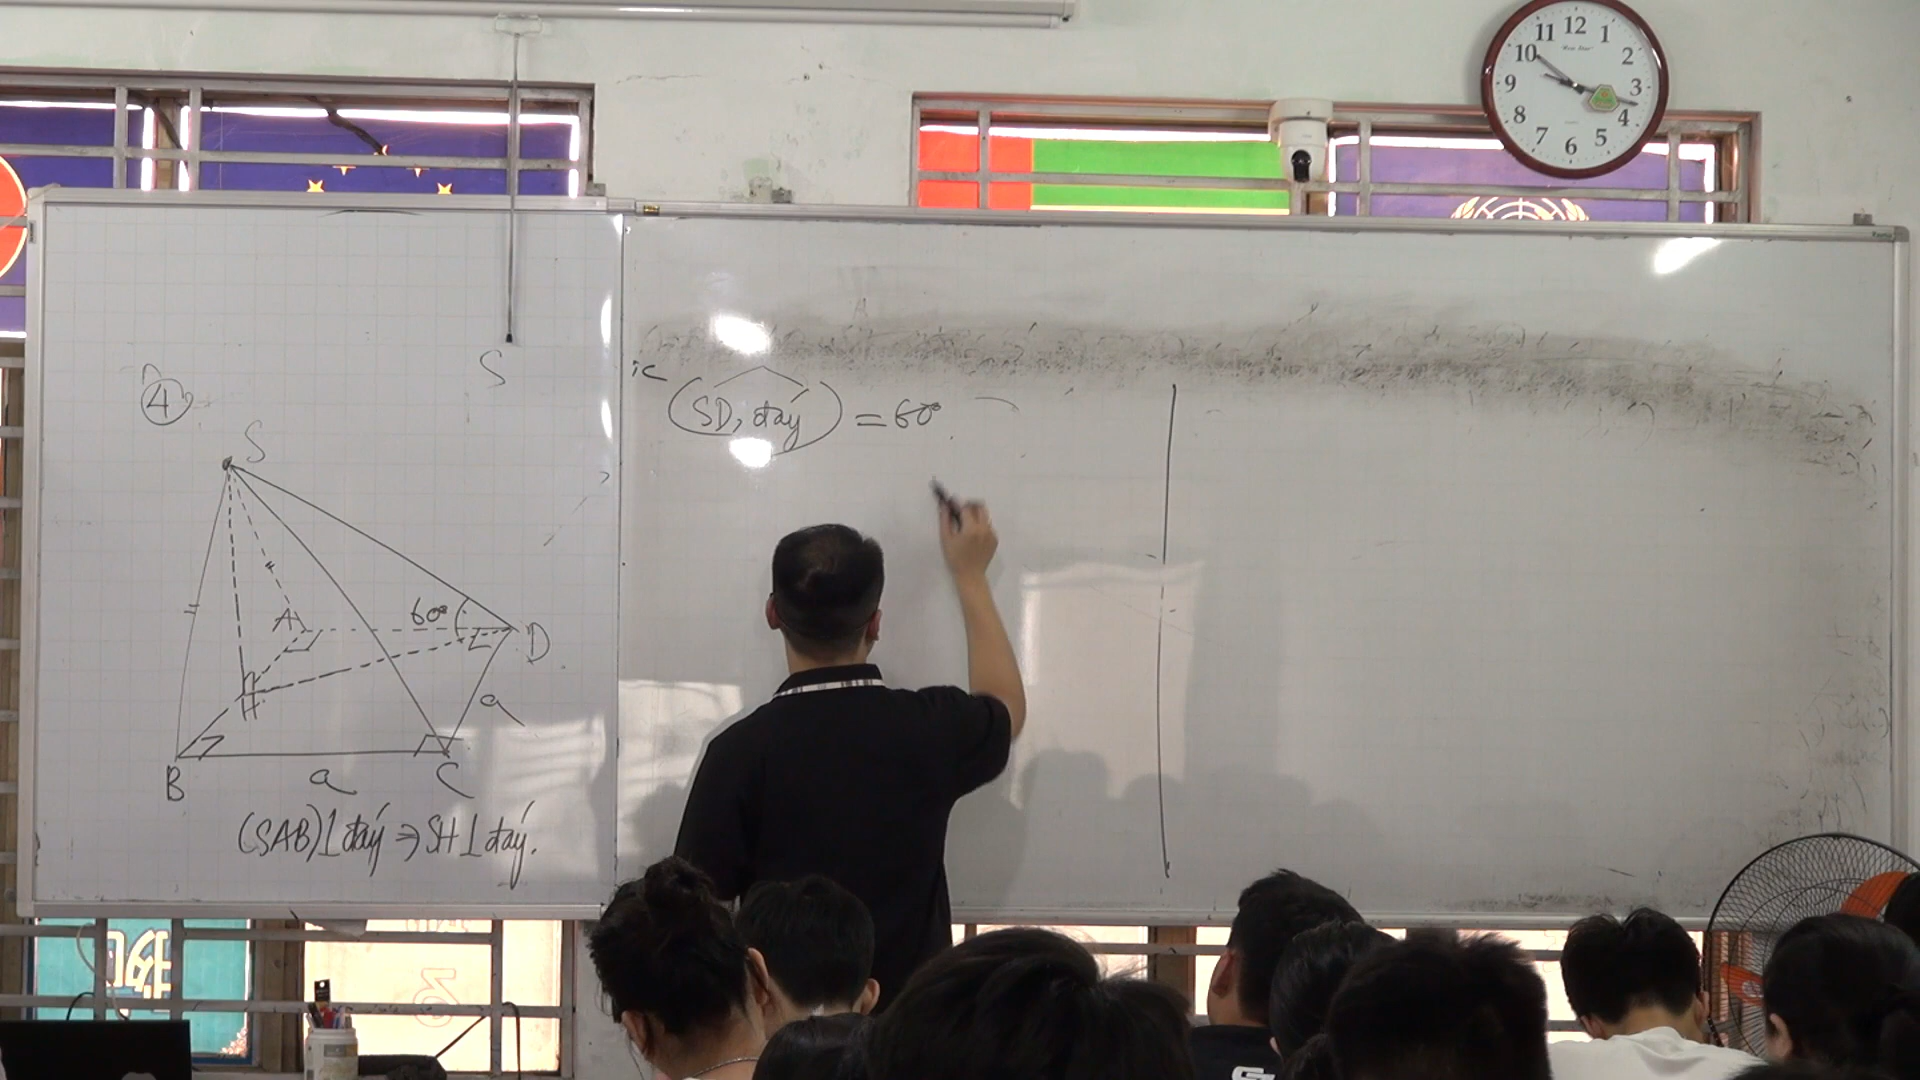 ④
S
S
60°
A
D
H
a
B
a
C
(SAB)⊥ đáy ⇒ SH ⊥ đáy.
(SD, đáy) = 60°
12
1
2
3
4
5
6
7
8
9
10
11